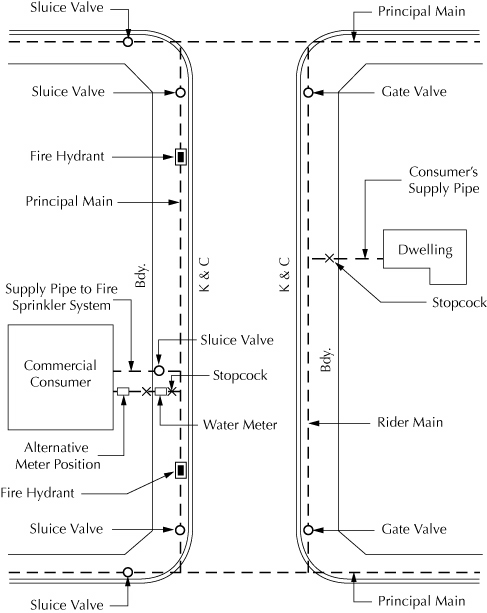 Sluice Valve
Principal Main
Sluice Valve
Gate Valve
Fire Hydrant
Consumer's
Supply Pipe
Principal Main
Dwelling
K & C
K & C
Bdy.
Supply Pipe to Fire
Sprinkler System
Stopcock
Sluice Valve
Bdy.
Commercial
Consumer
Stopcock
Water Meter
Rider Main
Alternative
Meter Position
Fire Hydrant
Sluice Valve
Gate Valve
Sluice Valve
Principal Main